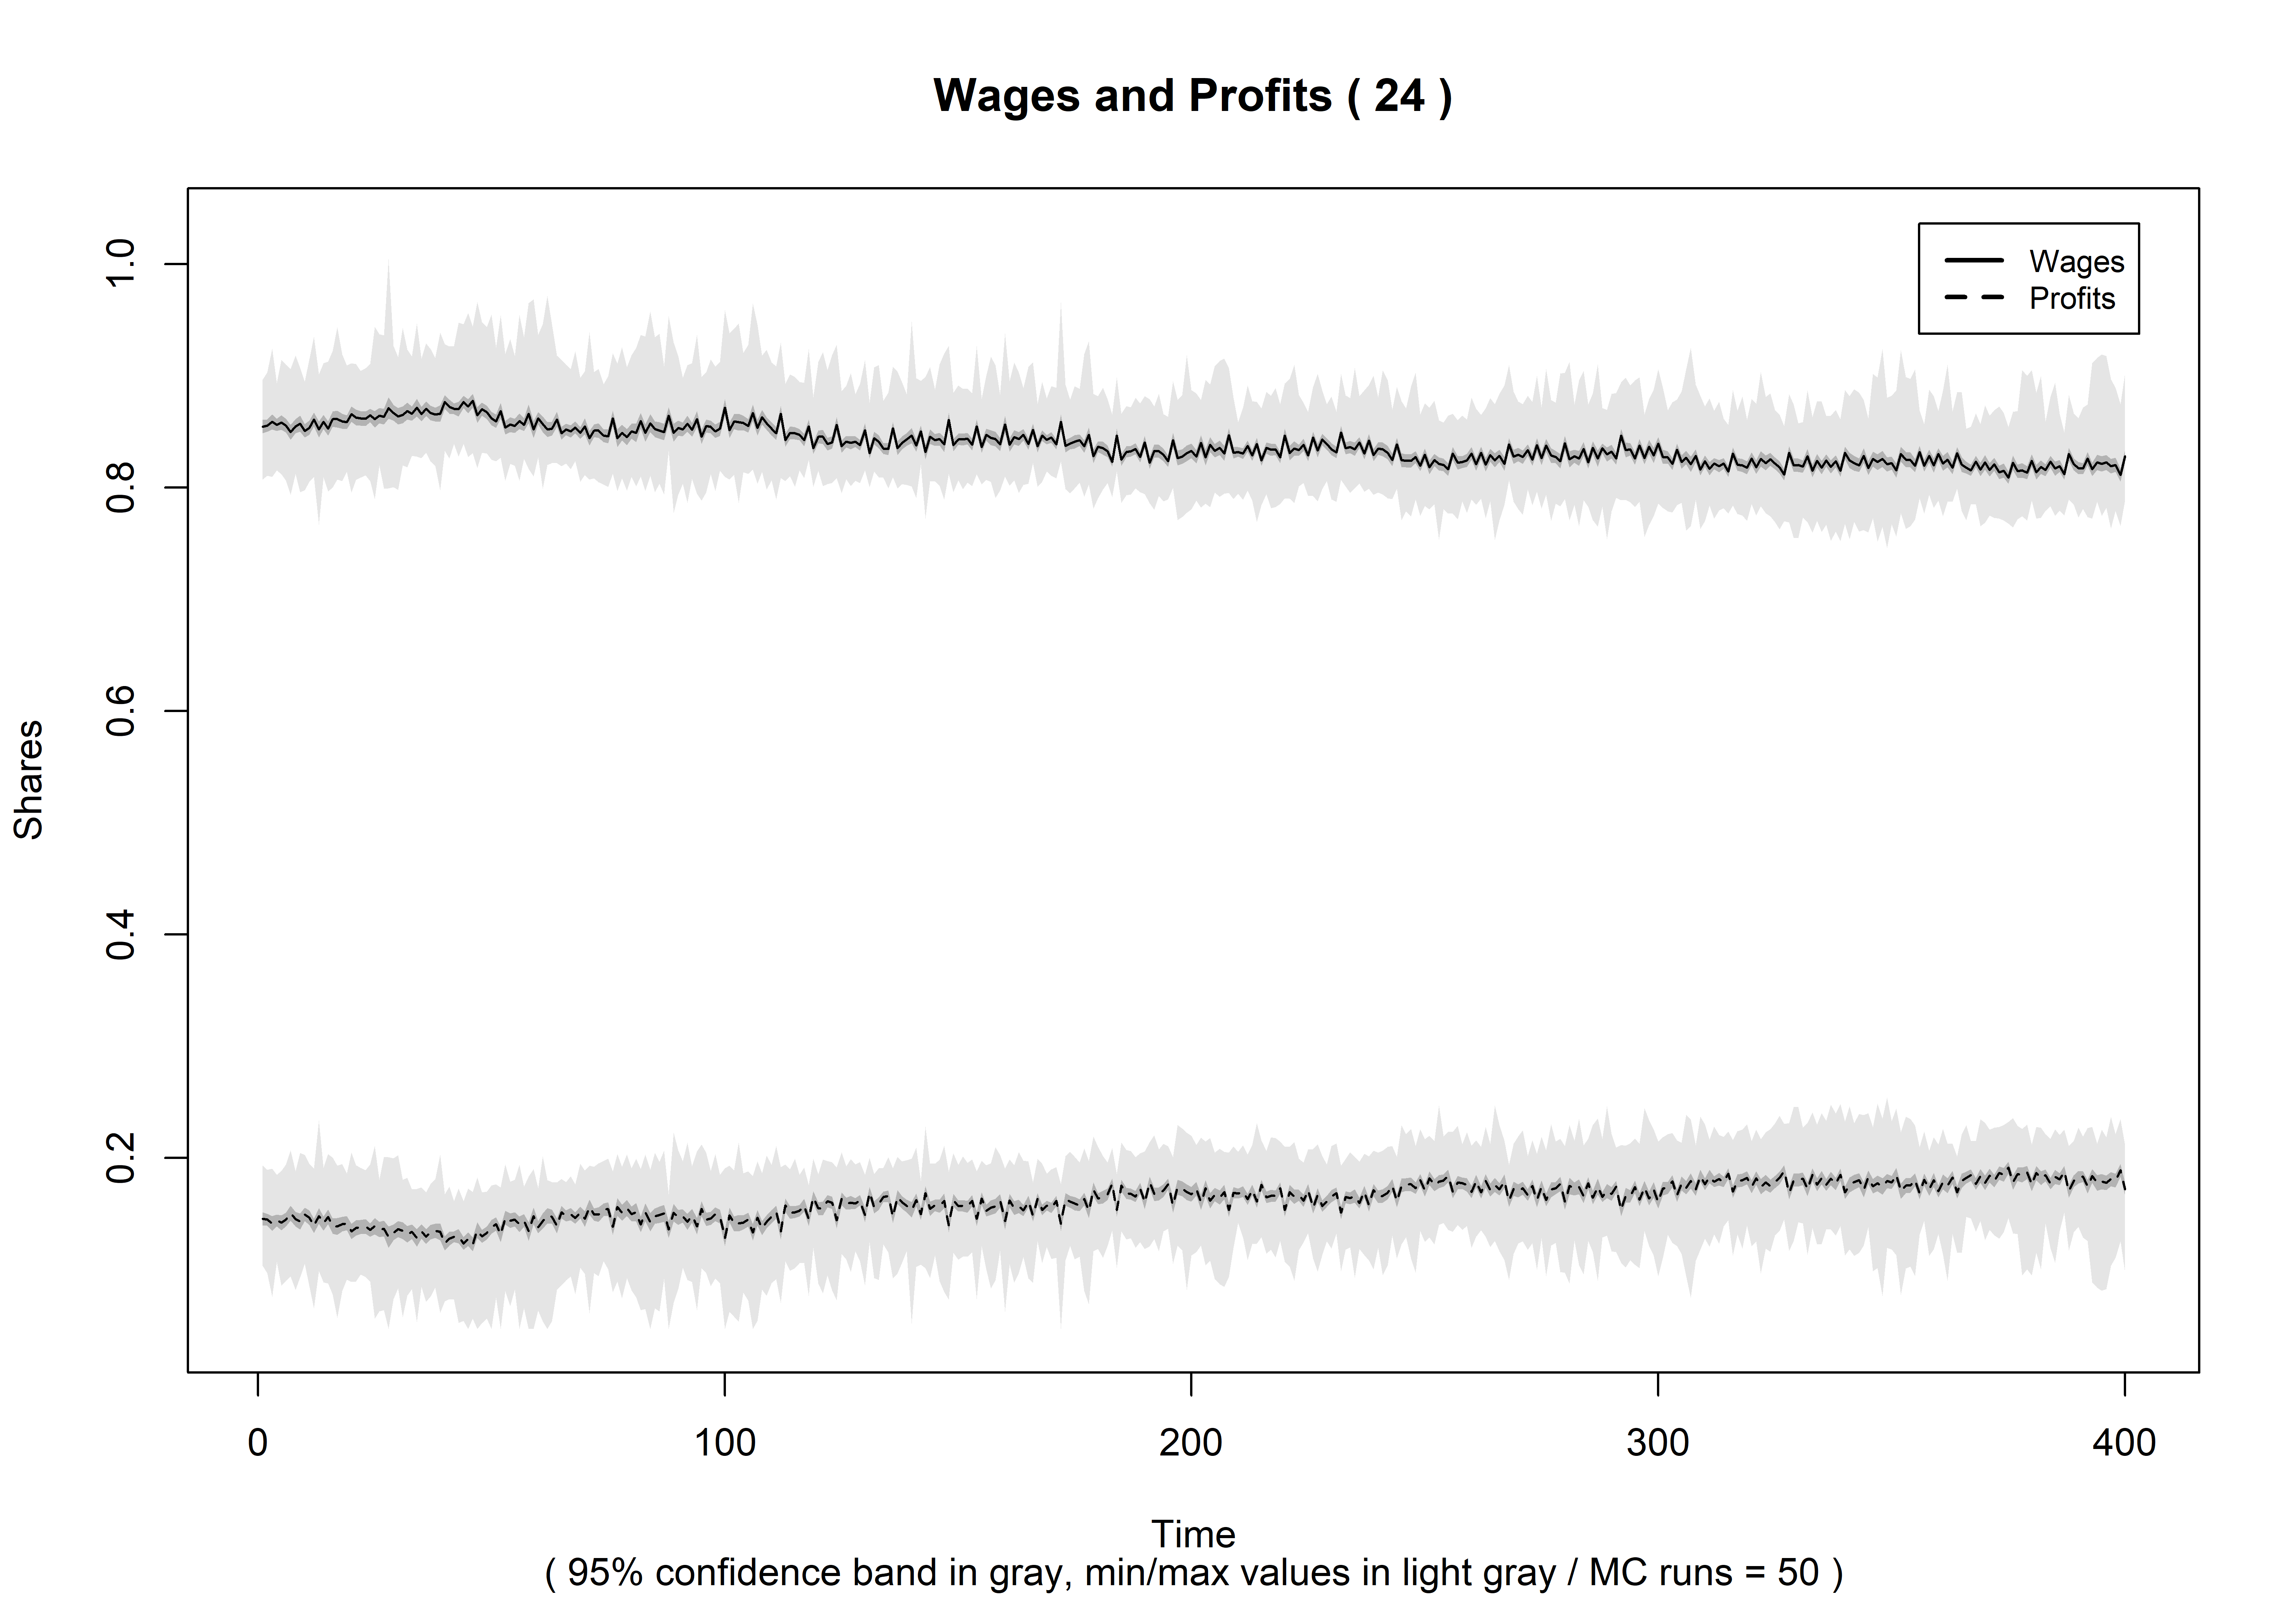 Wages and Profits ( 24 )
Wages
Profits
1.0
0.8
0.6
0.4
0.2
Shares
0 100 200 300 400
Time
( 95% confidence band in gray, min/max values in light gray / MC runs = 50 )